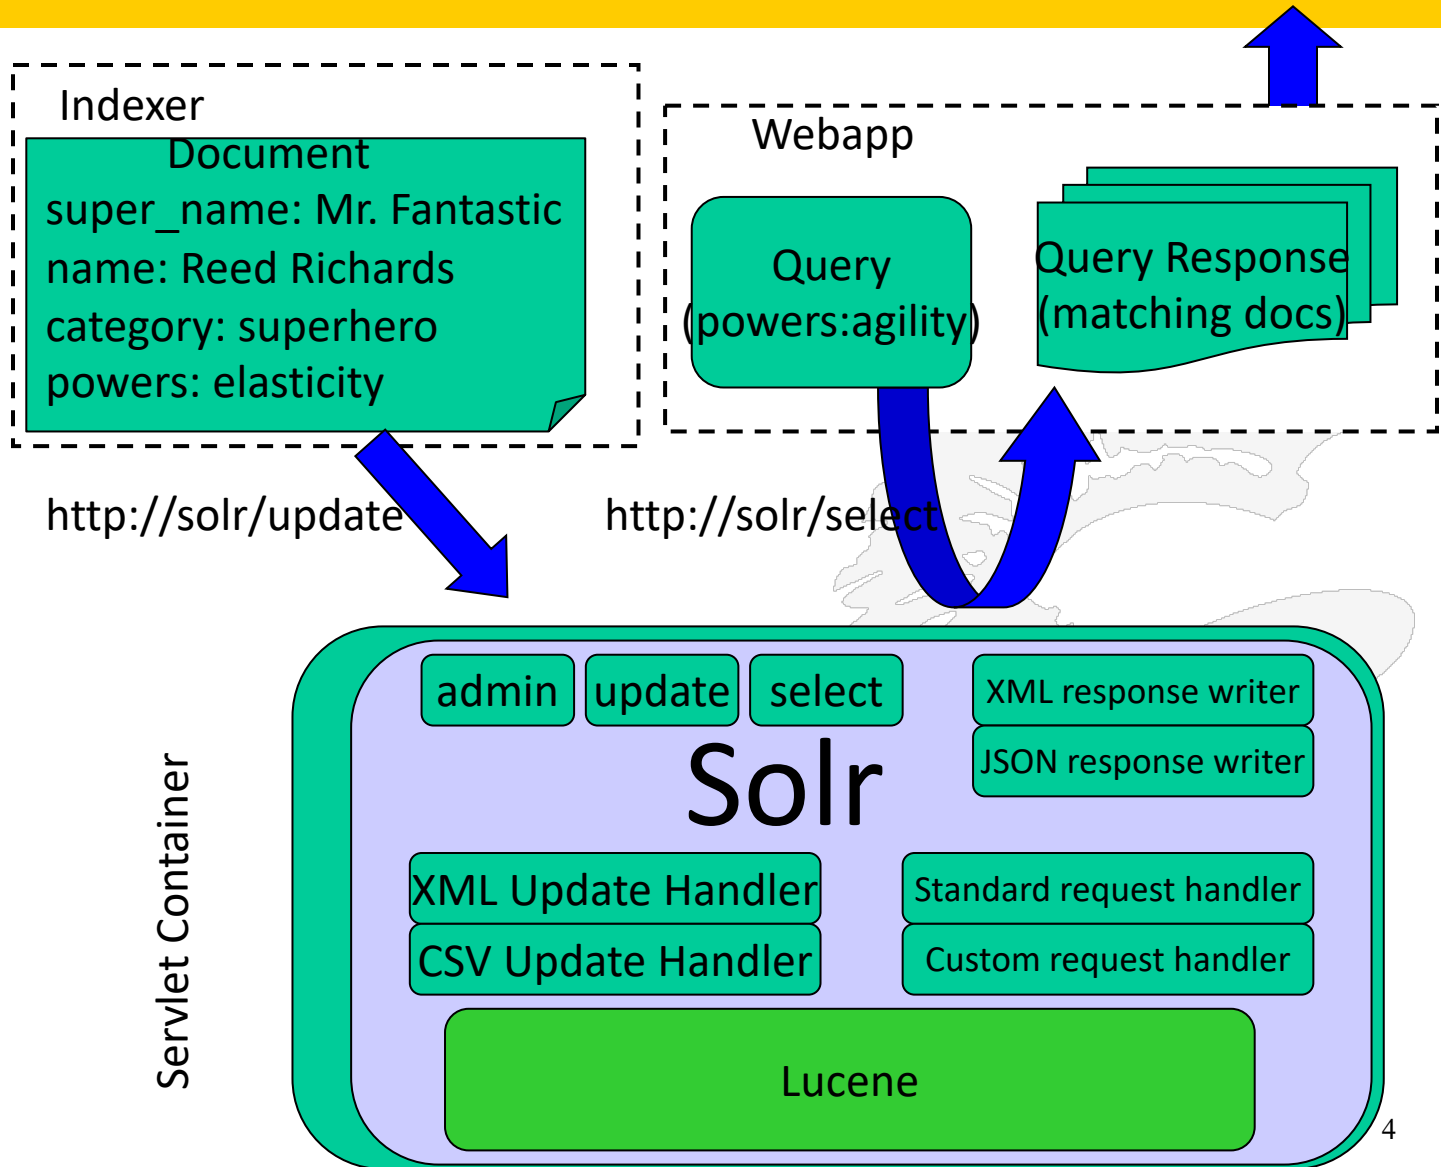 Indexer
Document
super_name: Mr. Fantastic
name: Reed Richards
category: superhero
powers: elasticity
Webapp
Query
(powers:agility)
Query Response
(matching docs)
http://solr/update
http://solr/select
Servlet Container
admin
update
select
XML response writer
JSON response writer
Solr
XML Update Handler
CSV Update Handler
Standard request handler
Custom request handler
Lucene
4